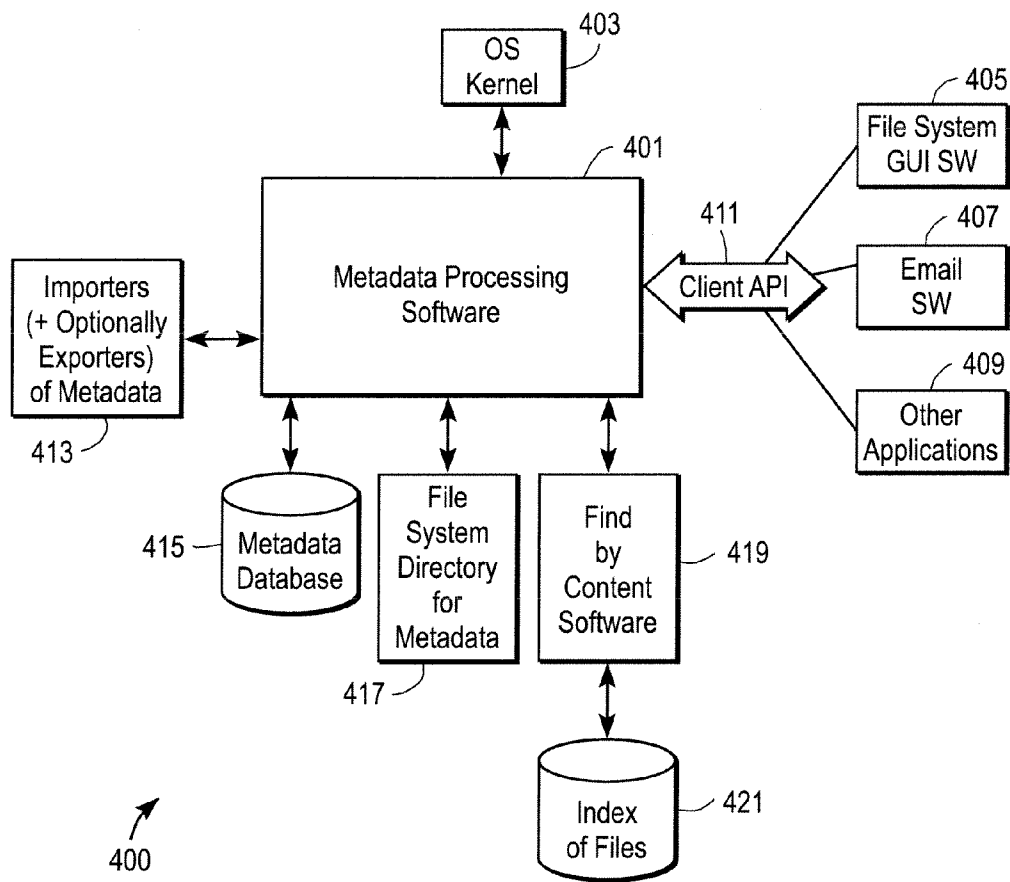 403
OS
Kernel
405
File System
GUI SW
401
411
407
Metadata Processing
Software
Client API
Email
SW
Importers
(+ Optionally
Exporters)
of Metadata
409
Other
Applications
413
415
Metadata
Database
File
System
Directory
for
Metadata
Find
by
Content
Software
419
417
Index
of Files
421
400